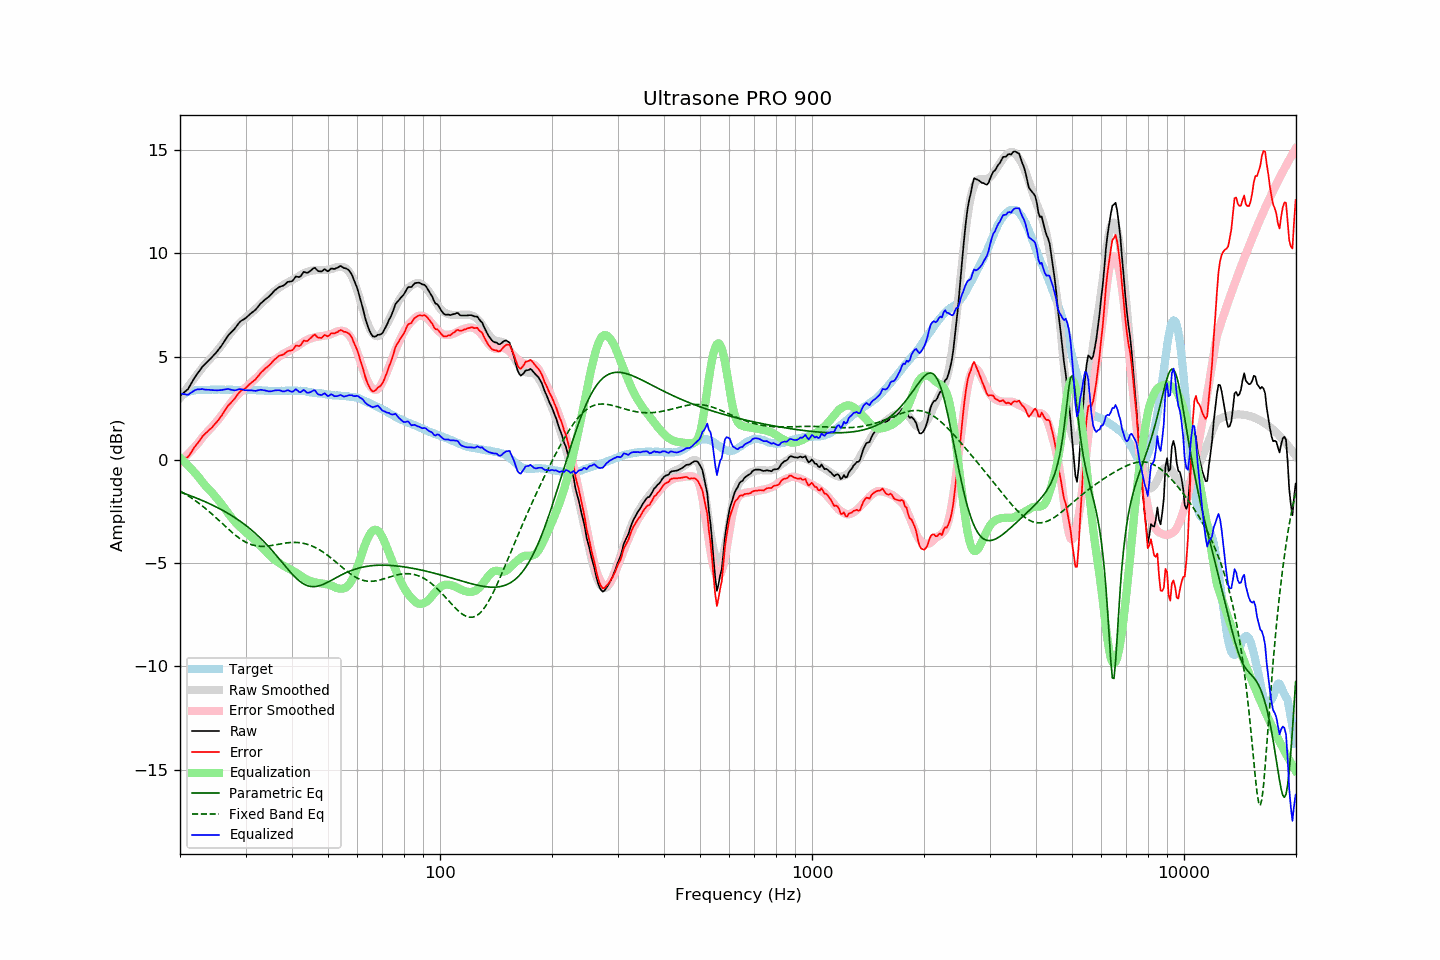 Ultrasone PRO 900
Amplitude (dBr)
15
10
5
0
−5
−10
−15
Target
Raw Smoothed
Error Smoothed
Raw
Error
Equalization
Parametric Eq
Fixed Band Eq
Equalized
100
1000
10000
Frequency (Hz)